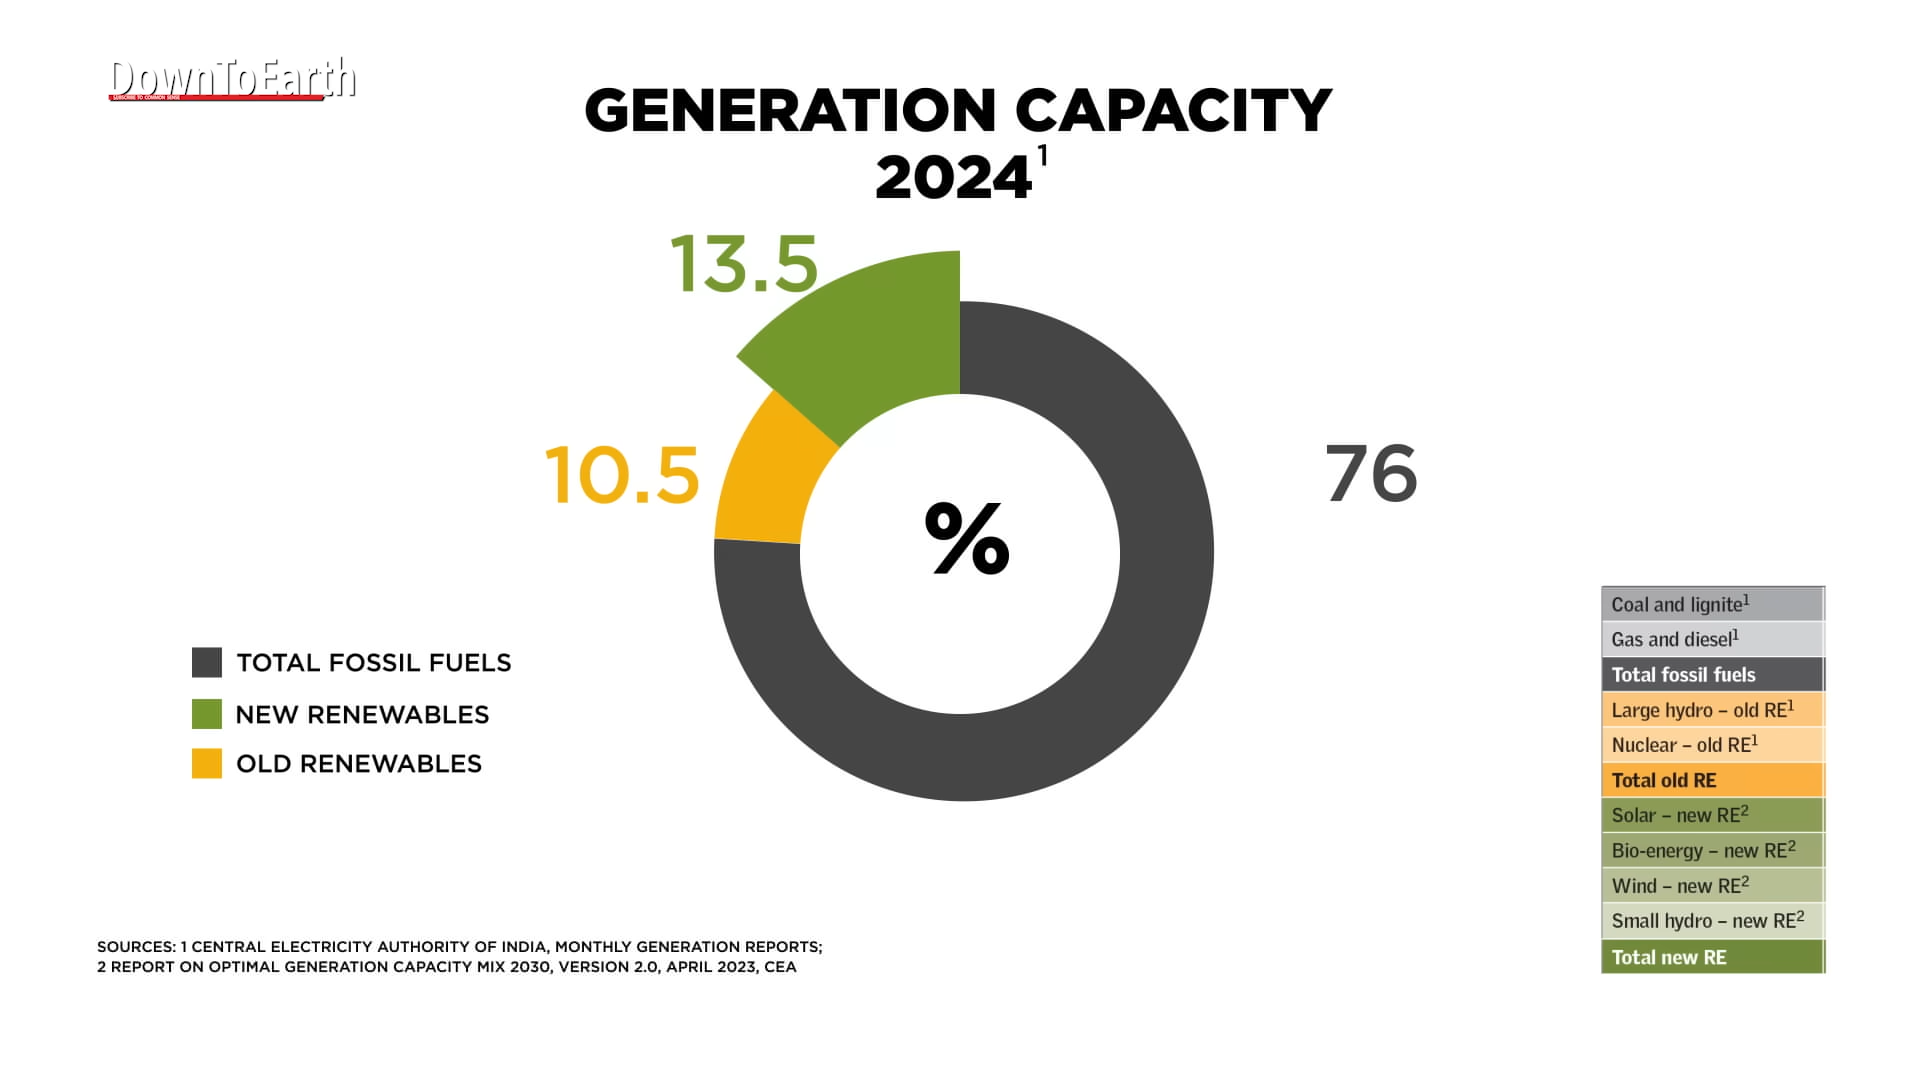 DownToEarth
SUBSCRIBE TO COMMON SENSE
GENERATION CAPACITY
2024¹
13.5
10.5
76
%
TOTAL FOSSIL FUELS
NEW RENEWABLES
OLD RENEWABLES
Coal and lignite¹
Gas and diesel¹
Total fossil fuels
Large hydro – old RE¹
Nuclear – old RE¹
Total old RE
Solar – new RE²
Bio-energy – new RE²
Wind – new RE²
Small hydro – new RE²
Total new RE
SOURCES: 1 CENTRAL ELECTRICITY AUTHORITY OF INDIA, MONTHLY GENERATION REPORTS;
2 REPORT ON OPTIMAL GENERATION CAPACITY MIX 2030, VERSION 2.0, APRIL 2023, CEA